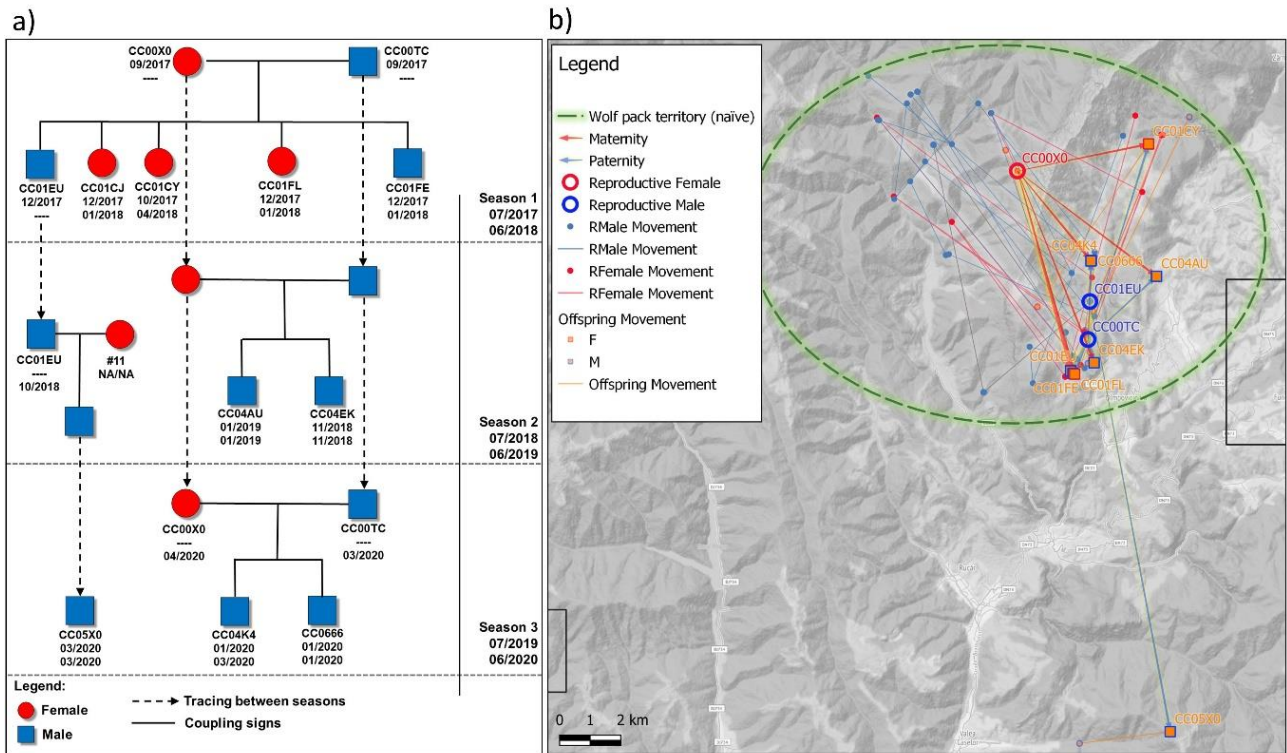 a)
CC00X0
09/2017
----
CC00TC
09/2017
----
CC01EU
12/2017
----
CC01CJ
12/2017
01/2018
CC01CY
10/2017
04/2018
CC01FL
12/2017
01/2018
CC01FE
12/2017
01/2018
Season 1
07/2017
06/2018
CC01EU
----
10/2018
#11
NA/NA
CC04AU
01/2019
01/2019
CC04EK
11/2018
11/2018
Season 2
07/2018
06/2019
CC00X0
----
04/2020
CC00TC
----
03/2020
CC05X0
03/2020
03/2020
CC04K4
01/2020
03/2020
CC0666
01/2020
01/2020
Season 3
07/2019
06/2020
Legend:
Female
Male
Tracing between seasons
Coupling signs
b)
Legend
Wolf pack territory (naïve)
Maternity
Paternity
Reproductive Female
Reproductive Male
RMale Movement
RMale Movement
RFemale Movement
RFemale Movement
Offspring Movement
F
M
Offspring Movement
CC01CY
CC00X0
CC04K4
CC0666
CC04AU
CC01EU
CC00TC
CC04EK
CC01FE
CC01FL
Rucăr
CC05X0
0 1 2 km